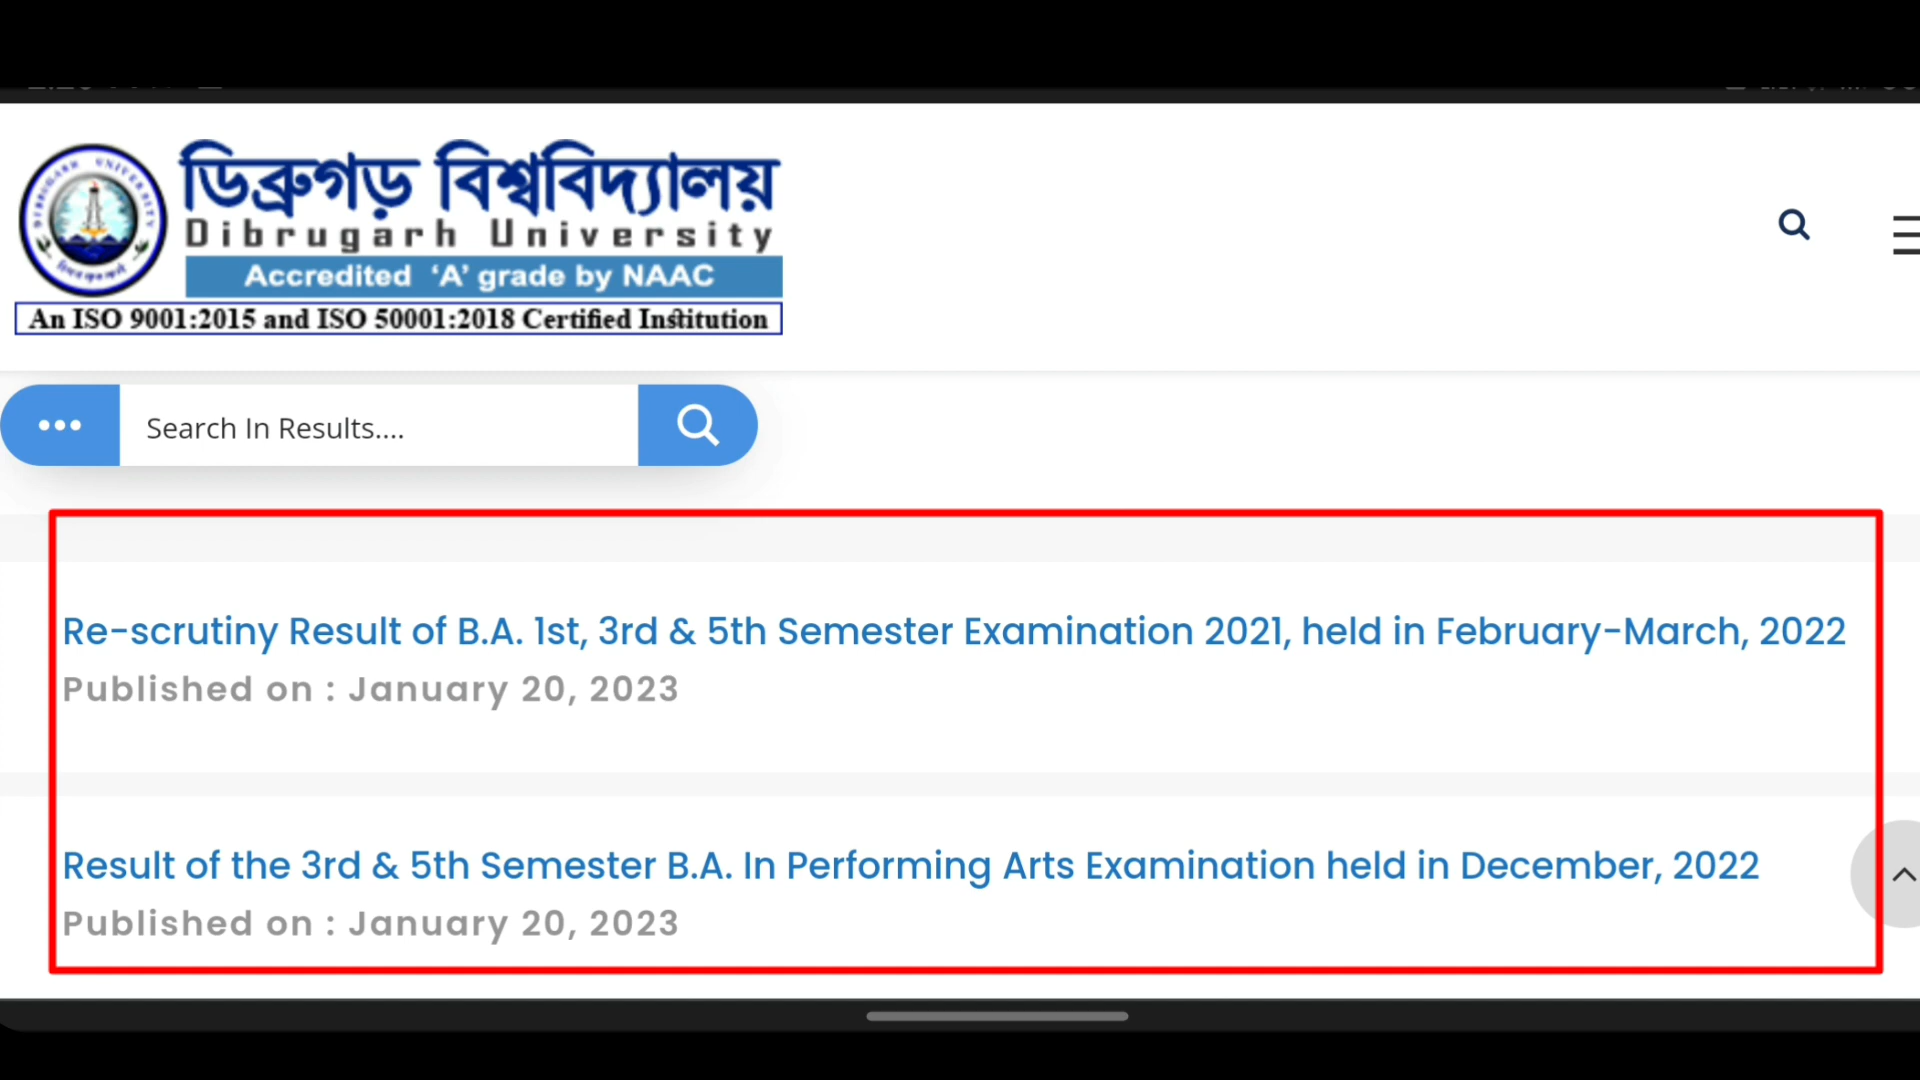 ডিব্রুগড় বিশ্ববিদ্যালয়
Dibrugarh University
Accredited ‘A’ grade by NAAC
An ISO 9001:2015 and ISO 50001:2018 Certified Institution
Search In Results....
Re-scrutiny Result of B.A. 1st, 3rd & 5th Semester Examination 2021, held in February-March, 2022
Published on : January 20, 2023
Result of the 3rd & 5th Semester B.A. In Performing Arts Examination held in December, 2022
Published on : January 20, 2023